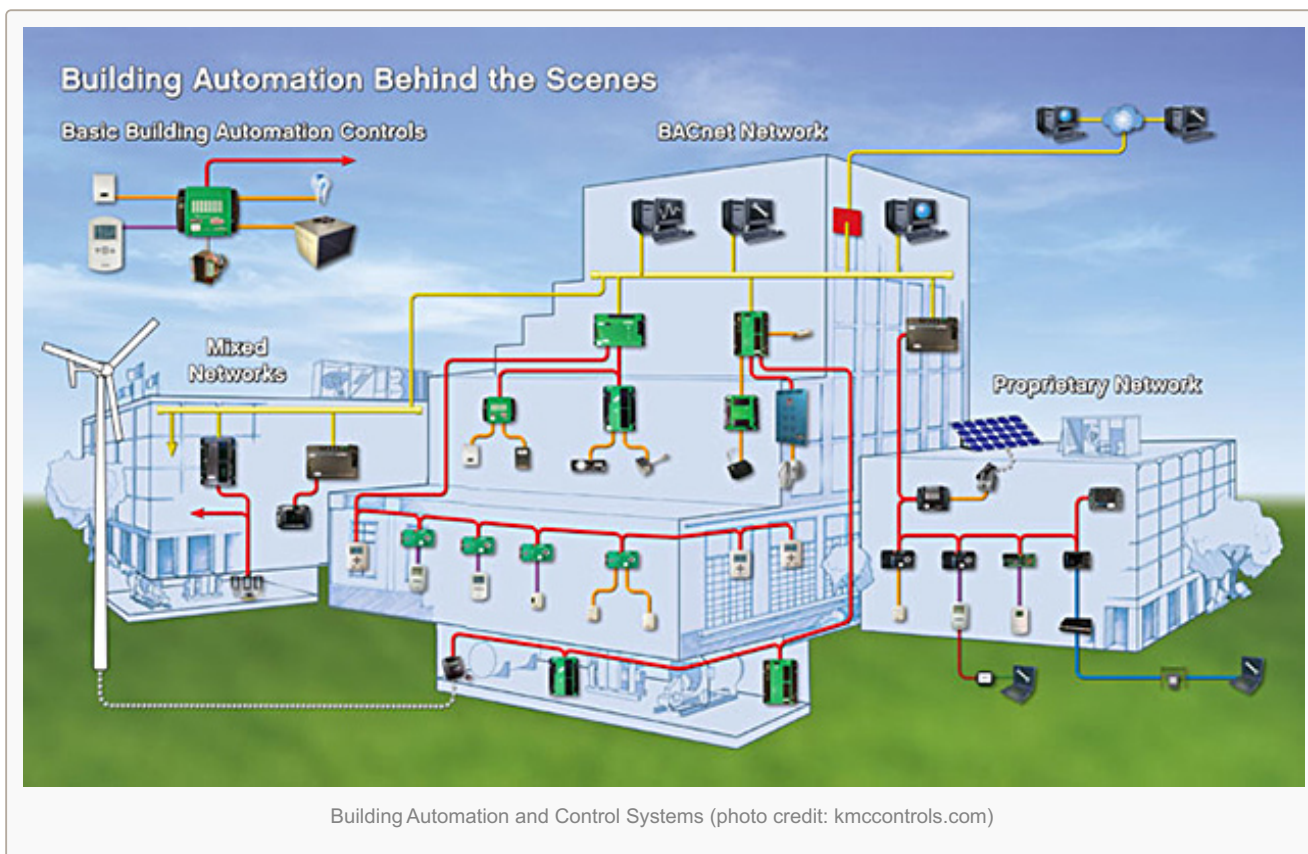 Building Automation Behind the Scenes
Basic Building Automation Controls
BACnet Network
Mixed
Networks
Proprietary Network
Building Automation and Control Systems (photo credit: kmccontrols.com)